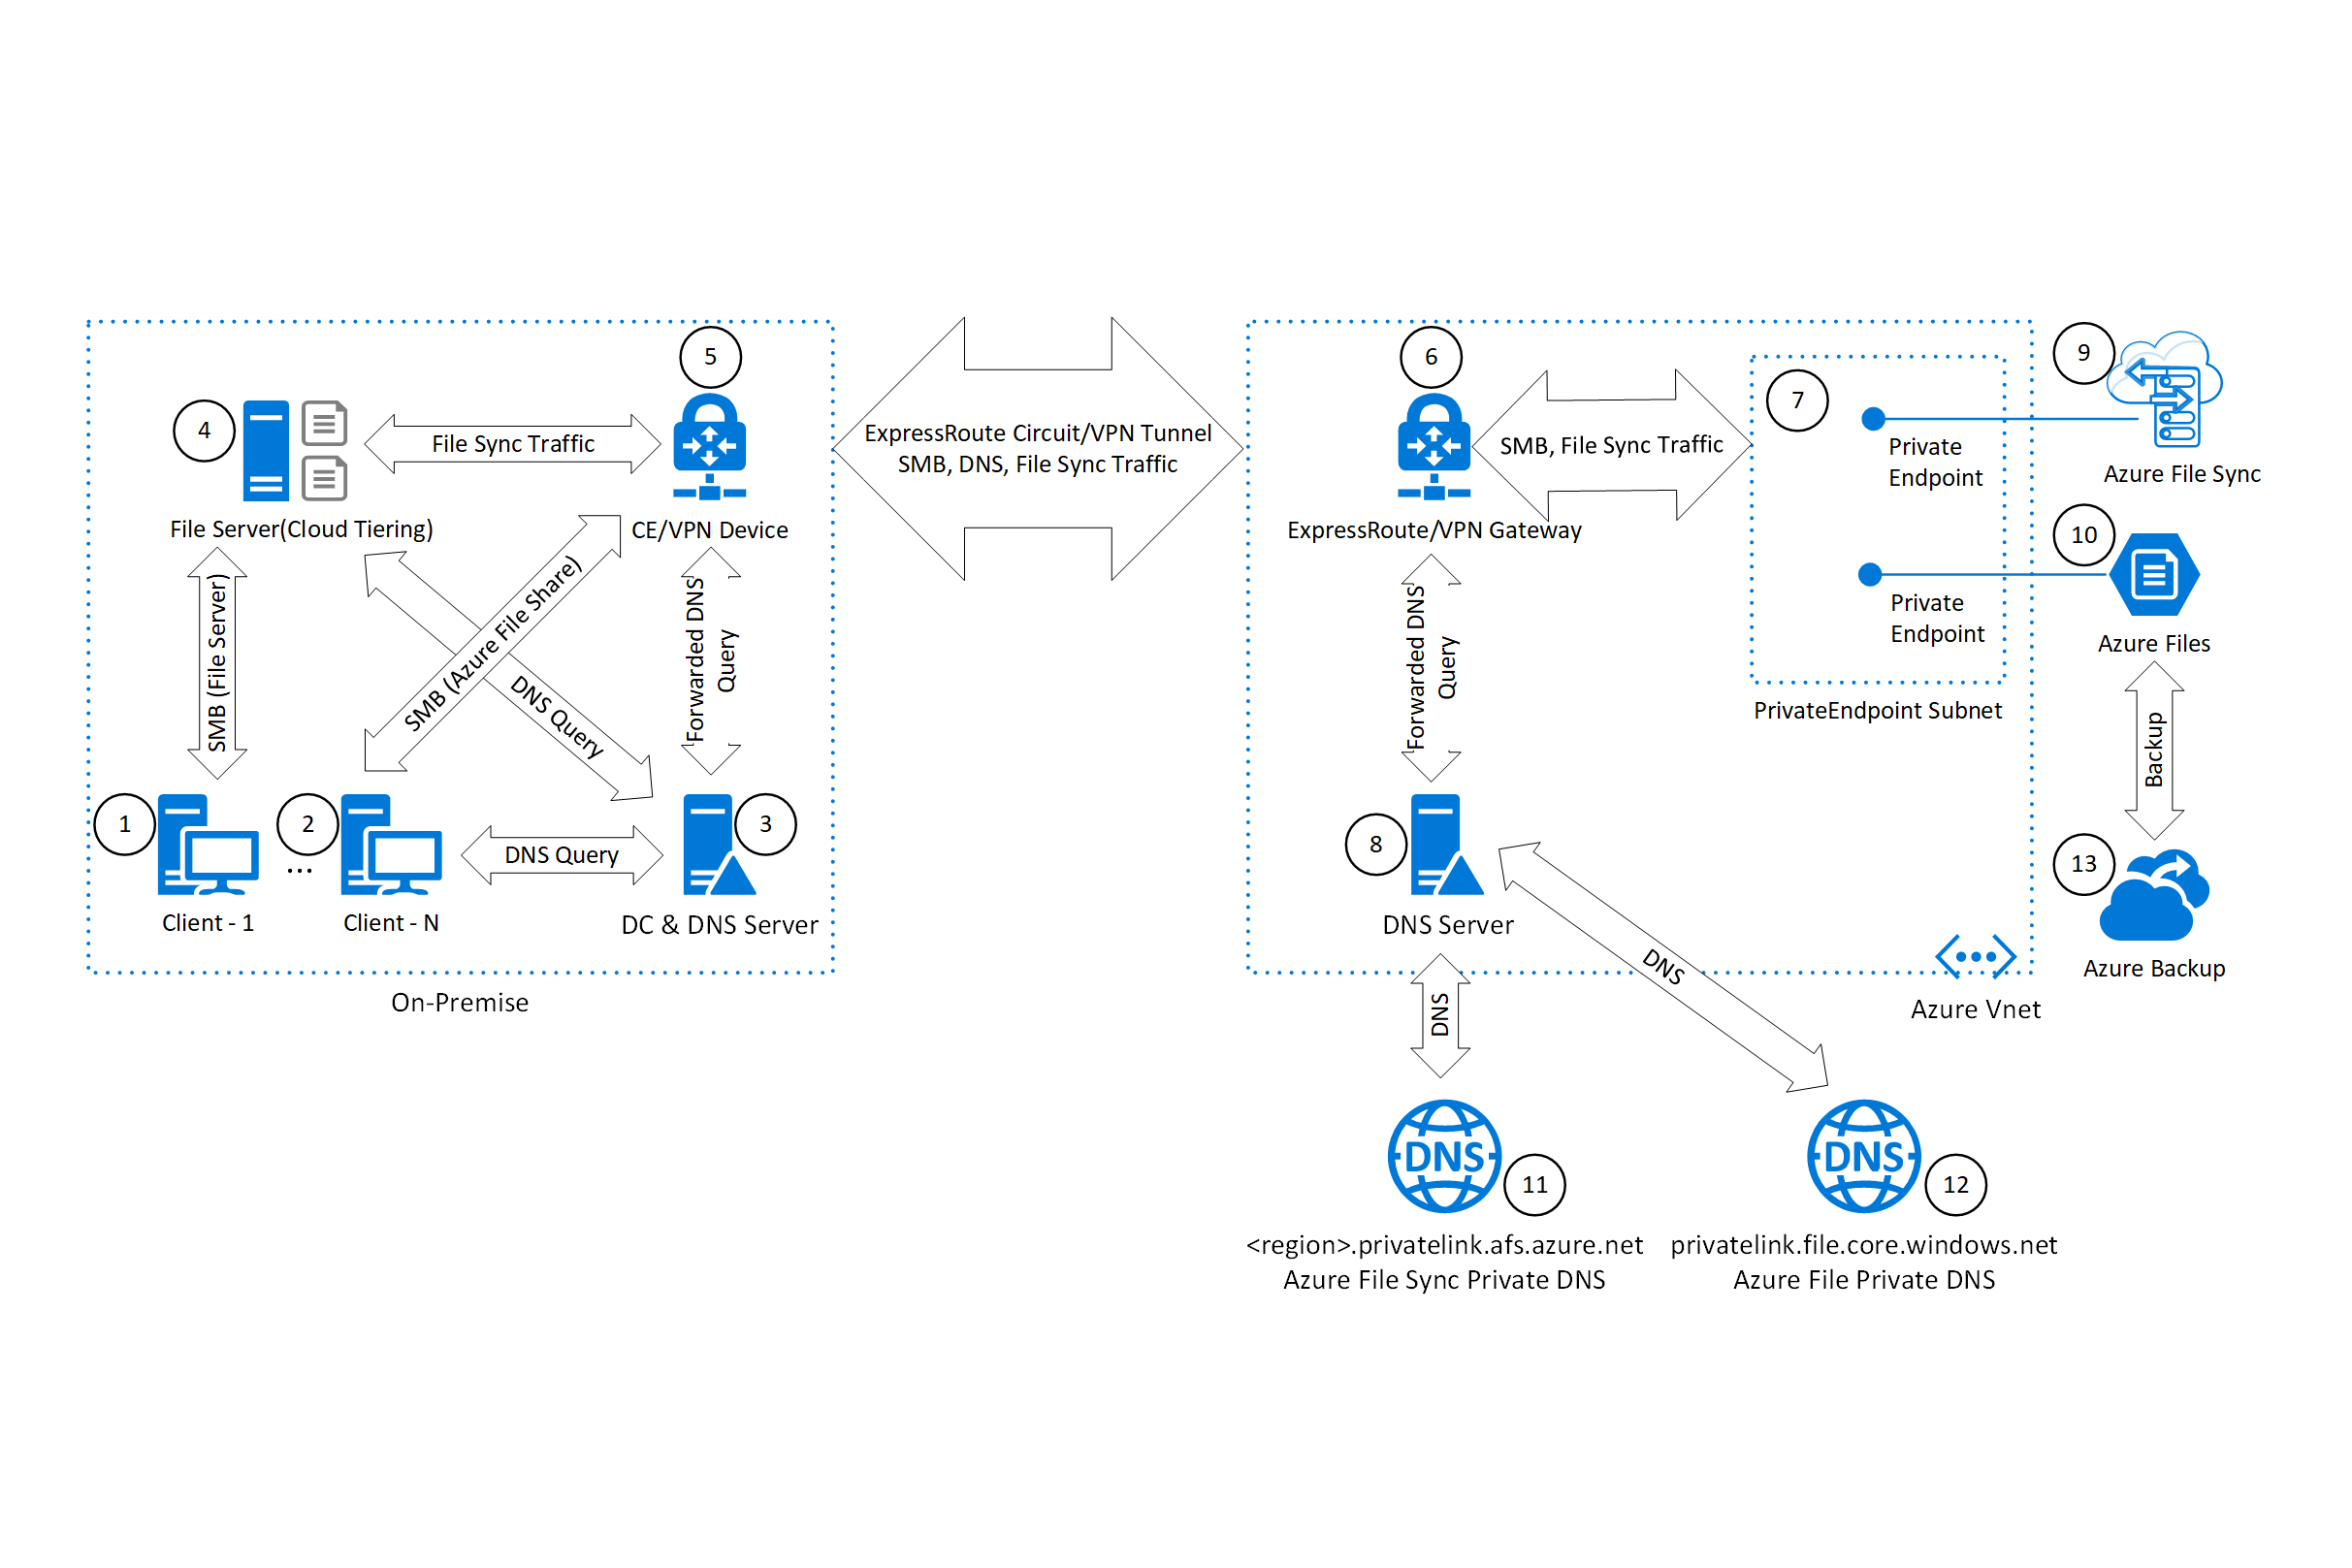 5
6
9
7
4
File Sync Traffic
ExpressRoute Circuit/VPN Tunnel
SMB, DNS, File Sync Traffic
SMB, File Sync Traffic
Private
Endpoint
Azure File Sync
File Server(Cloud Tiering)
CE/VPN Device
ExpressRoute/VPN Gateway
10
Private
Endpoint
Azure Files
SMB (File Server)
SMB (Azure File Share)
DNS Query
Forwarded DNS
Query
Forwarded DNS
Query
PrivateEndpoint Subnet
Backup
1
2
3
8
13
...
DNS Query
Client - 1
Client - N
DC & DNS Server
DNS Server
DNS
Azure Backup
On-Premise
Azure Vnet
DNS
DNS
11
DNS
12
<region>.privatelink.afs.azure.net
Azure File Sync Private DNS
privatelink.file.core.windows.net
Azure File Private DNS